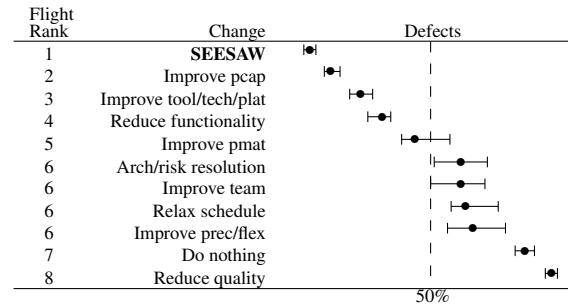 Flight
Rank Change Defects
1 SEESAW
2 Improve pcap
3 Improve tool/tech/plat
4 Reduce functionality
5 Improve pmat
6 Arch/risk resolution
6 Improve team
6 Relax schedule
6 Improve prec/flex
7 Do nothing
8 Reduce quality
50%